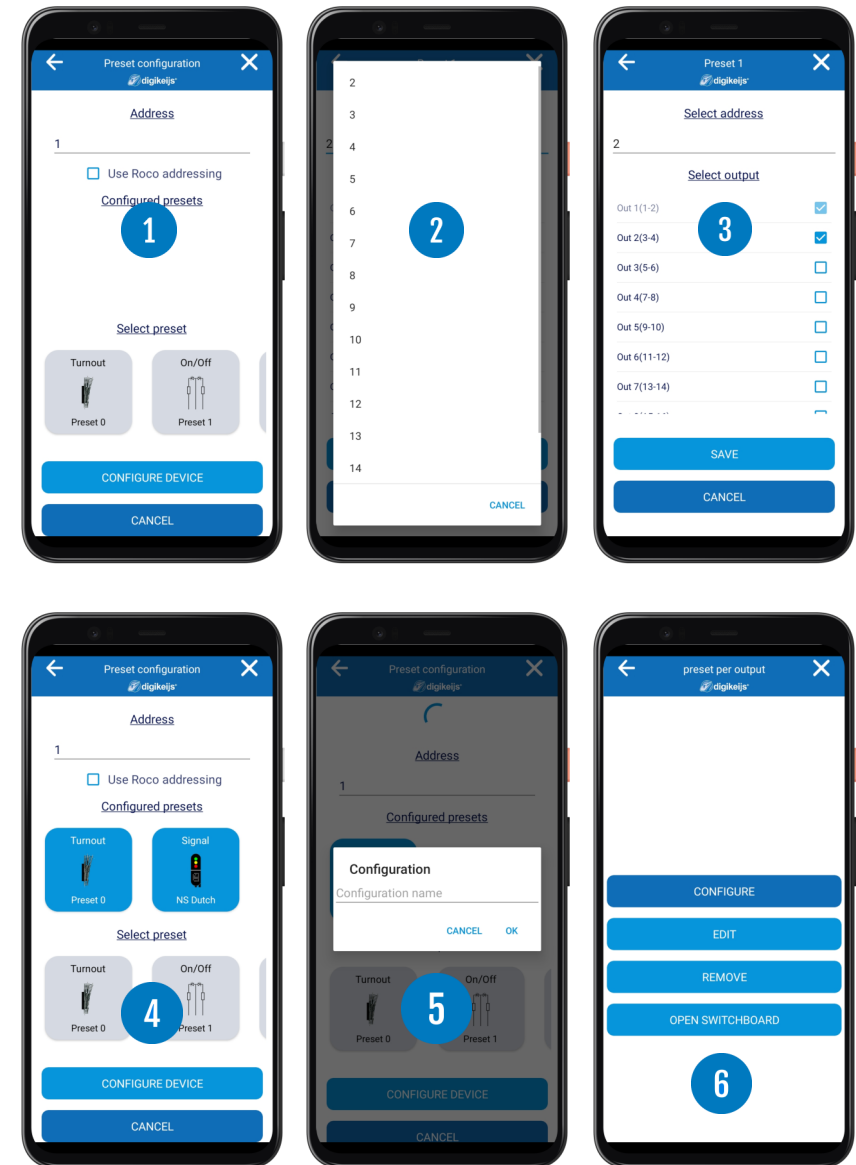 Preset configuration
digikeijs
Address
1
Use Roco addressing
Configured presets
1
Select preset
Turnout
On/Off
Preset 0
Preset 1
CONFIGURE DEVICE
CANCEL
2
2
3
4
5
6
7
8
9
10
11
12
13
14
CANCEL
2
Preset 1
digikeijs
Select address
2
Select output
Out 1(1-2)
Out 2(3-4)
Out 3(5-6)
Out 4(7-8)
Out 5(9-10)
Out 6(11-12)
Out 7(13-14)
3
SAVE
CANCEL
Preset configuration
digikeijs
Address
1
Use Roco addressing
Configured presets
Turnout
Signal
Preset 0
NS Dutch
Select preset
Turnout
On/Off
Preset 0
Preset 1
4
CONFIGURE DEVICE
CANCEL
Preset configuration
digikeijs
Address
1
Configured presets
Configuration
Configuration name
CANCEL OK
Turnout
On/Off
Preset 0
Preset 1
5
CONFIGURE DEVICE
CANCEL
preset per output
digikeijs
CONFIGURE
EDIT
REMOVE
OPEN SWITCHBOARD
6